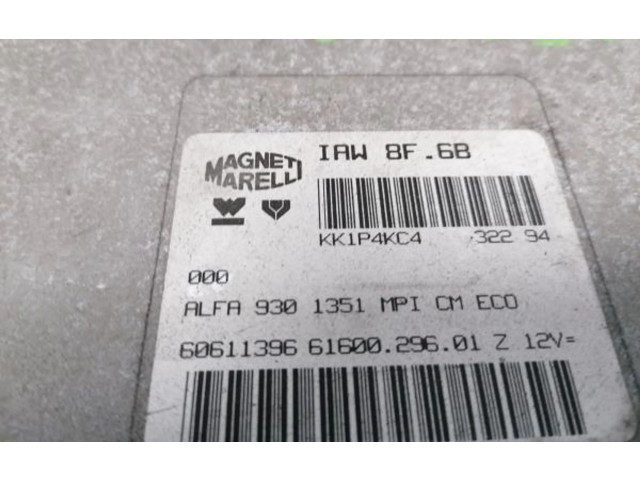 MAGNETI MARELLI
IAW 8F.6B
KK1P4KC4 322 94
000
ALFA 930 1351 MPI CM ECO
60611396 61600.296.01 Z 12V=